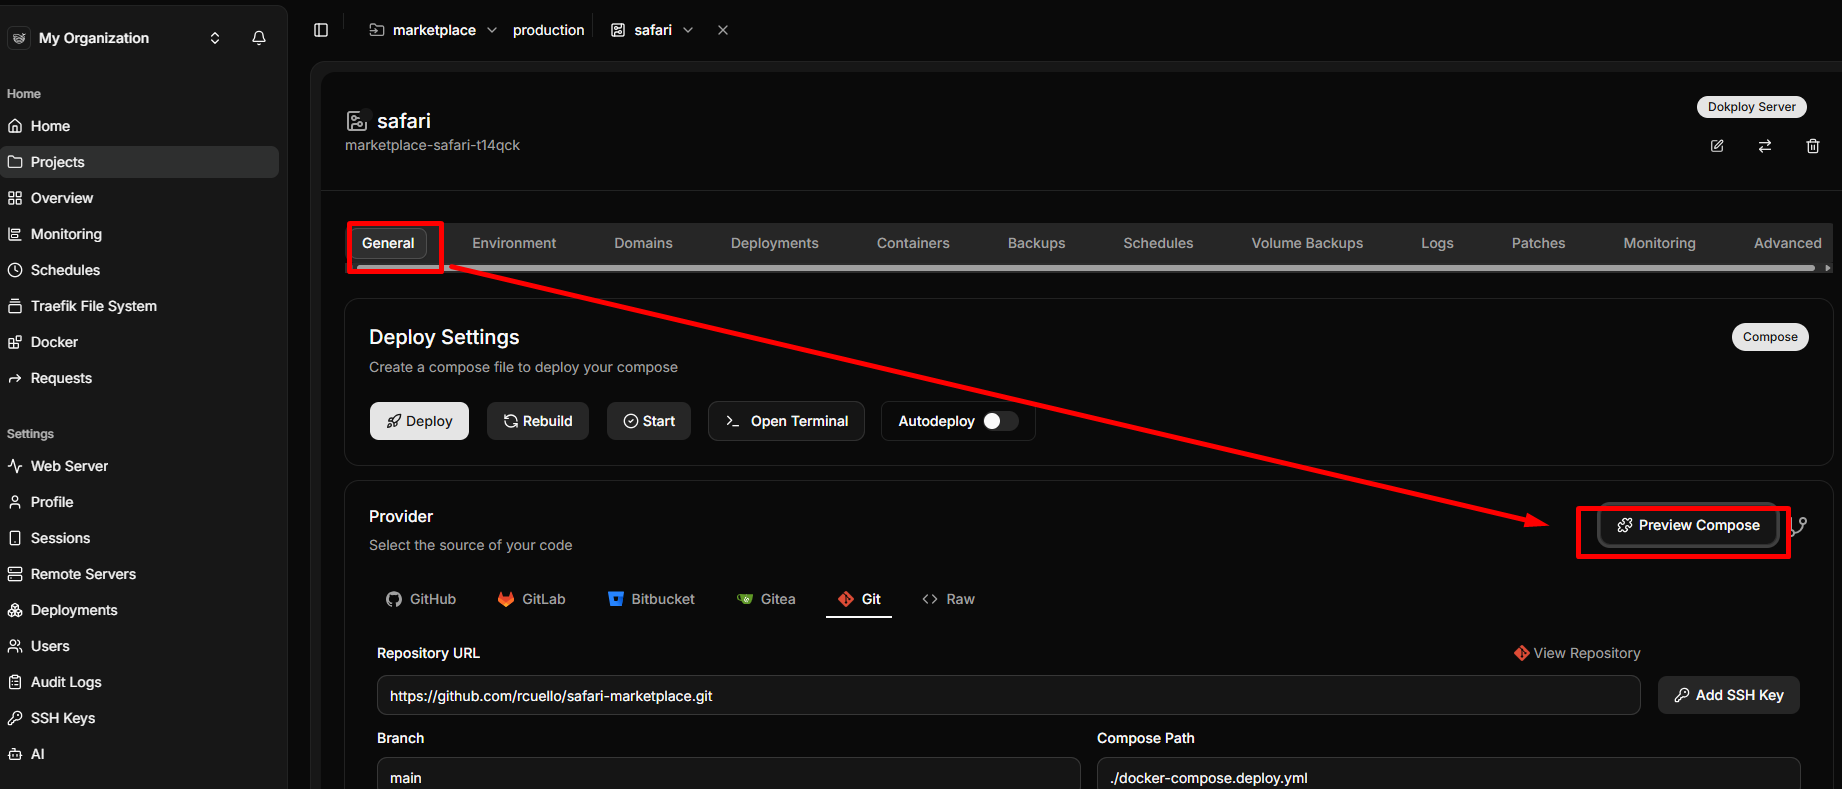 My Organization
marketplace production safari
Home
Home
Projects
Overview
Monitoring
Schedules
Traefik File System
Docker
Requests
Settings
Web Server
Profile
Sessions
Remote Servers
Deployments
Users
Audit Logs
SSH Keys
AI
safari
marketplace-safari-t14qck
Dokploy Server
General Environment Domains Deployments Containers Backups Schedules Volume Backups Logs Patches Monitoring Advanced
Deploy Settings
Compose
Create a compose file to deploy your compose
Deploy Rebuild Start Open Terminal Autodeploy
Provider
Preview Compose
Select the source of your code
GitHub GitLab Bitbucket Gitea Git Raw
Repository URL
View Repository
https://github.com/rcuello/safari-marketplace.git
Add SSH Key
Branch
Compose Path
main
./docker-compose.deploy.yml